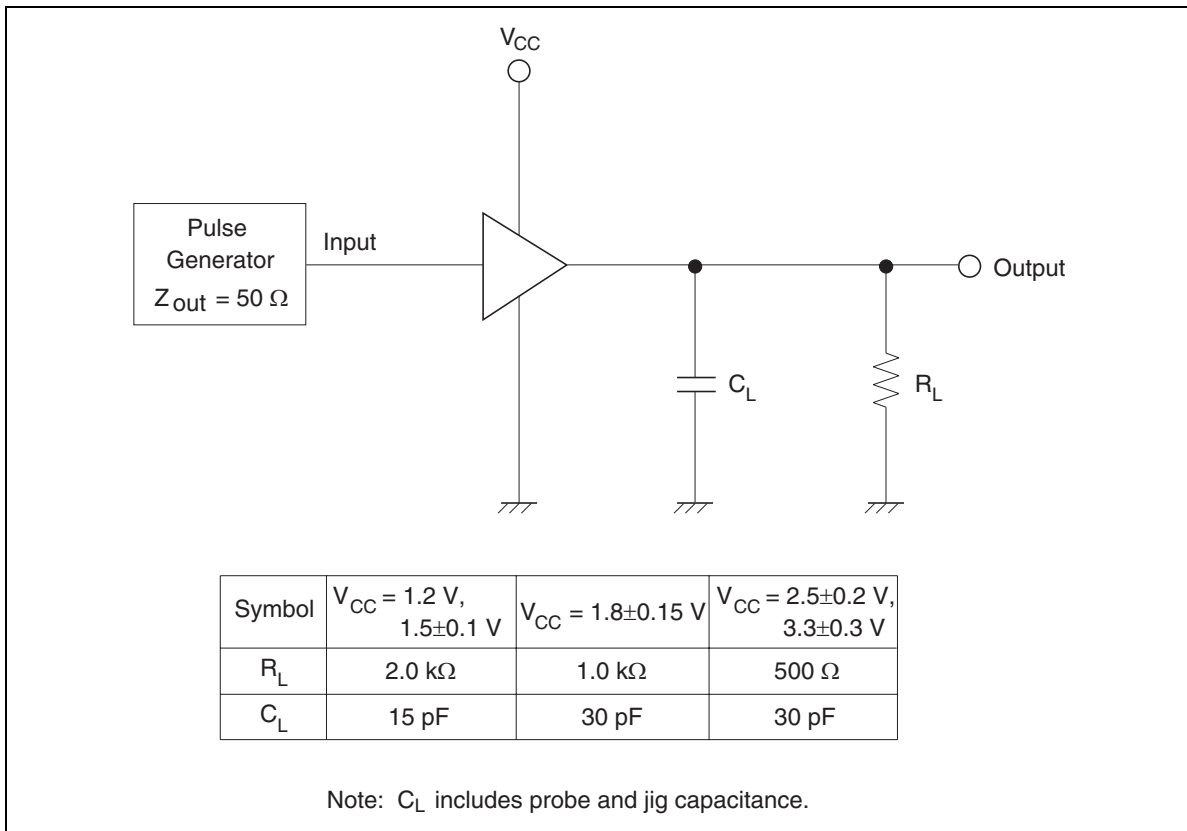 VCC
Pulse
Generator
Zout = 50 Ω
Input
Output
CL
RL
Symbol
VCC = 1.2 V,
1.5±0.1 V
VCC = 1.8±0.15 V
VCC = 2.5±0.2 V,
3.3±0.3 V
RL
2.0 kΩ
1.0 kΩ
500 Ω
CL
15 pF
30 pF
30 pF
Note: CL includes probe and jig capacitance.